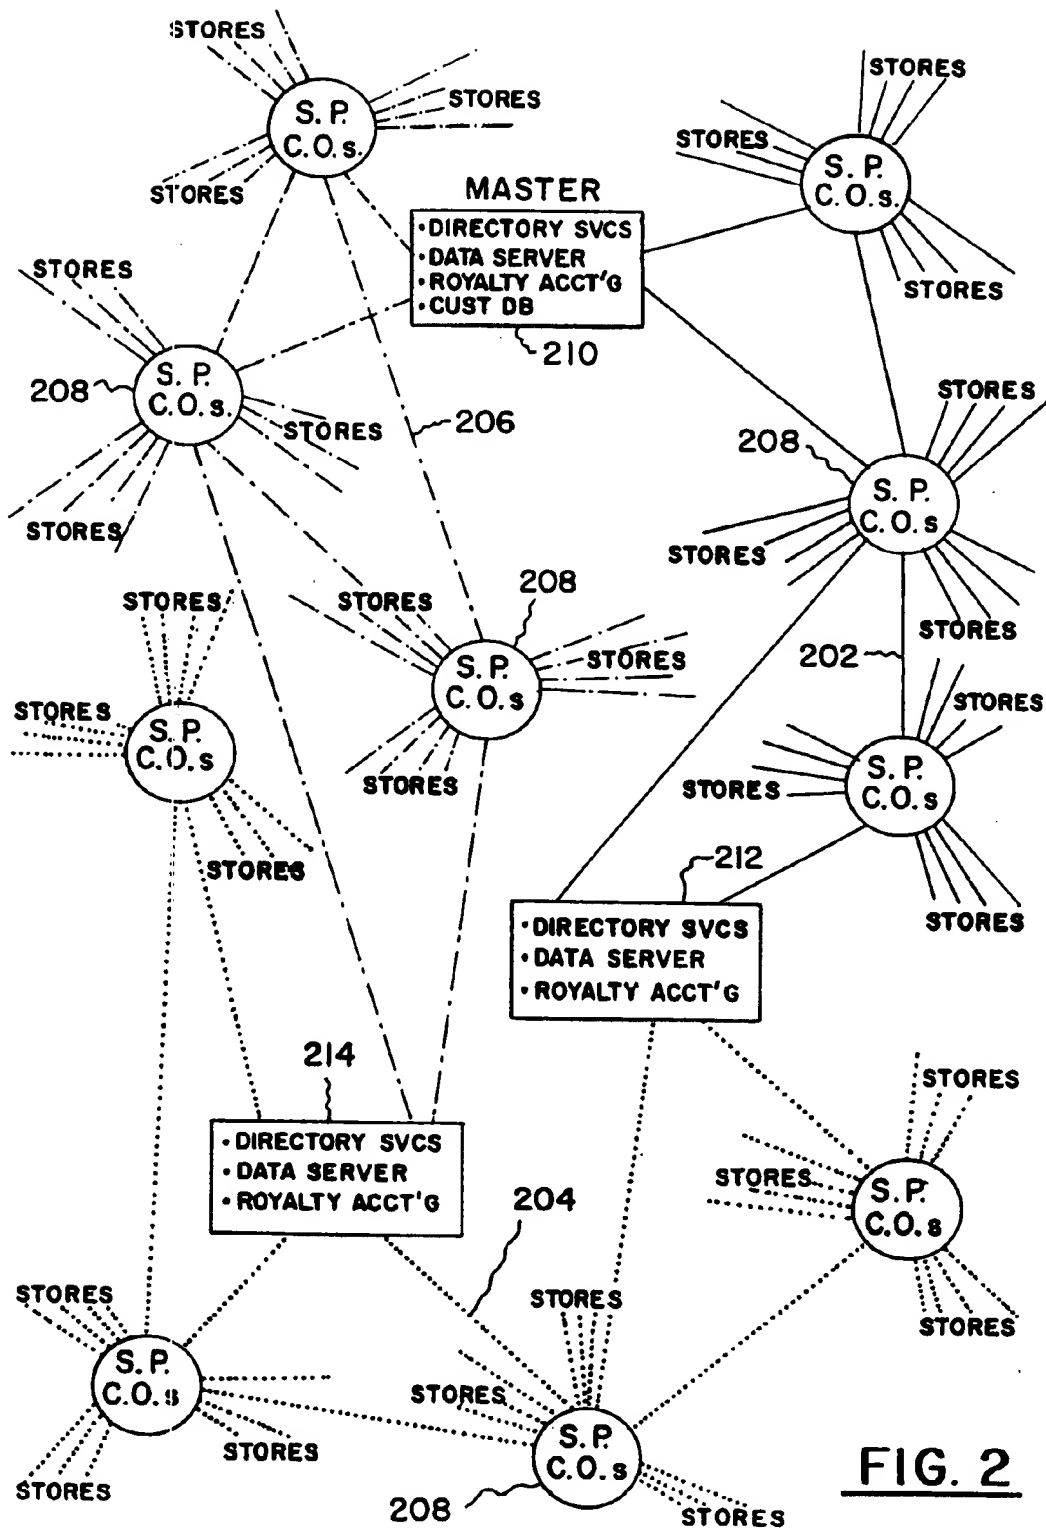 STORES
S. P.
C.O.s.
STORES
STORES
STORES
S. P.
C.O.s.
STORES
STORES
MASTER
• DIRECTORY SVCS
• DATA SERVER
• ROYALTY ACCT'G
• CUST DB
210
STORES
208
S. P.
C.O.s.
STORES
STORES
206
208
STORES
S. P.
C.O.s
STORES
STORES
STORES
S. P.
C.O.s
STORES
STORES
208
STORES
S. P.
C.O.s
STORES
STORES
202
STORES
S. P.
C.O.s
STORES
STORES
212
• DIRECTORY SVCS
• DATA SERVER
• ROYALTY ACCT'G
214
• DIRECTORY SVCS
• DATA SERVER
• ROYALTY ACCT'G
204
STORES
STORES
S. P.
C.O.s
STORES
STORES
S. P.
C.O.s
STORES
STORES
STORES
STORES
S. P.
C.O.s
208
STORES
FIG. 2